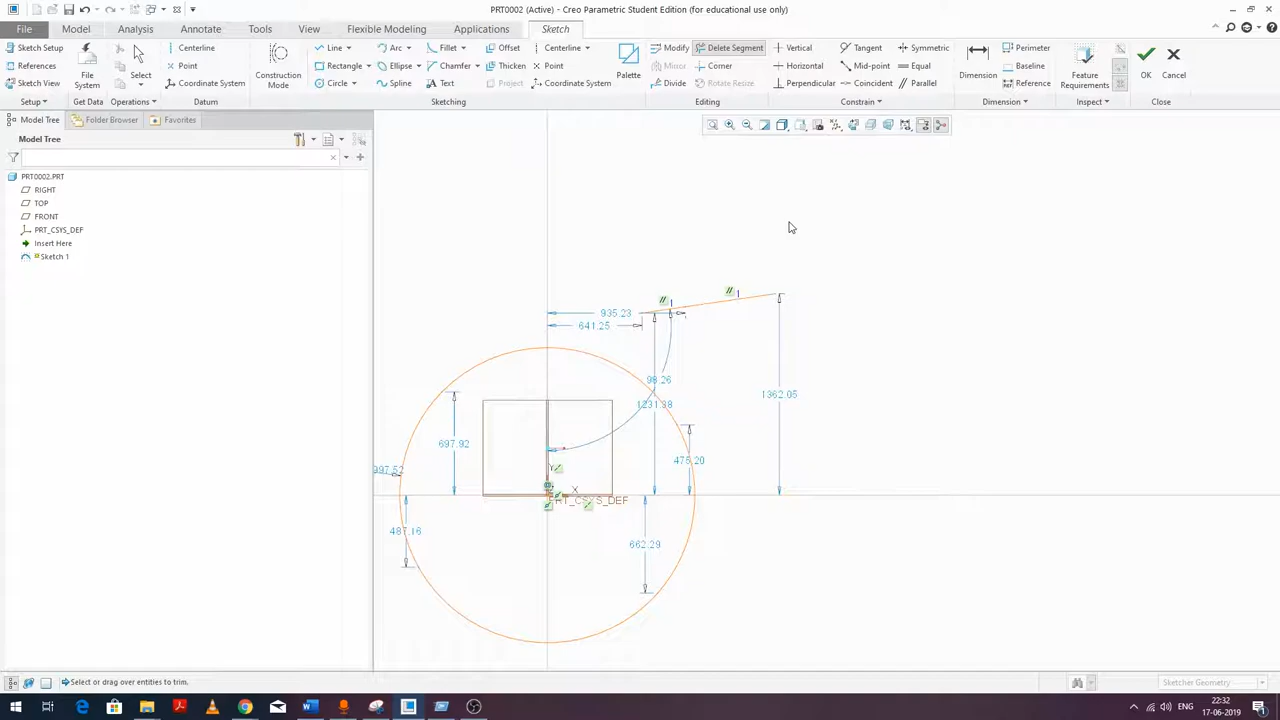 PRT0002 (Active) - Creo Parametric Student Edition (for educational use only)
File Model Analysis Annotate Tools View Flexible Modeling Applications Sketch
Sketch Setup
References
Sketch View
Setup
File System
Get Data
Select
Operations
Centerline
Point
Coordinate System
Datum
Construction Mode
Line Arc Fillet Offset Centerline
Rectangle Ellipse Chamfer Thicken Point
Circle Spline Text Project Coordinate System
Sketching
Palette
Modify Delete Segment
Mirror Corner
Divide Rotate Resize
Editing
Vertical Tangent Symmetric
Horizontal Mid-point Equal
Perpendicular Coincident Parallel
Constrain
Dimension
Perimeter
Baseline
Reference
Dimension
Feature Requirements
Inspect
OK
Cancel
Close
Model Tree Folder Browser Favorites
Model Tree
PRT0002.PRT
RIGHT
TOP
FRONT
PRT_CSYS_DEF
Insert Here
Sketch 1
935.23
641.25
98.26
1231.38
1362.05
697.92
475.20
997.52
Y
X
PRT_CSYS_DEF
487.16
662.29
Select or drag over entities to trim.
Sketcher Geometry
ENG
22:32
17-06-2019